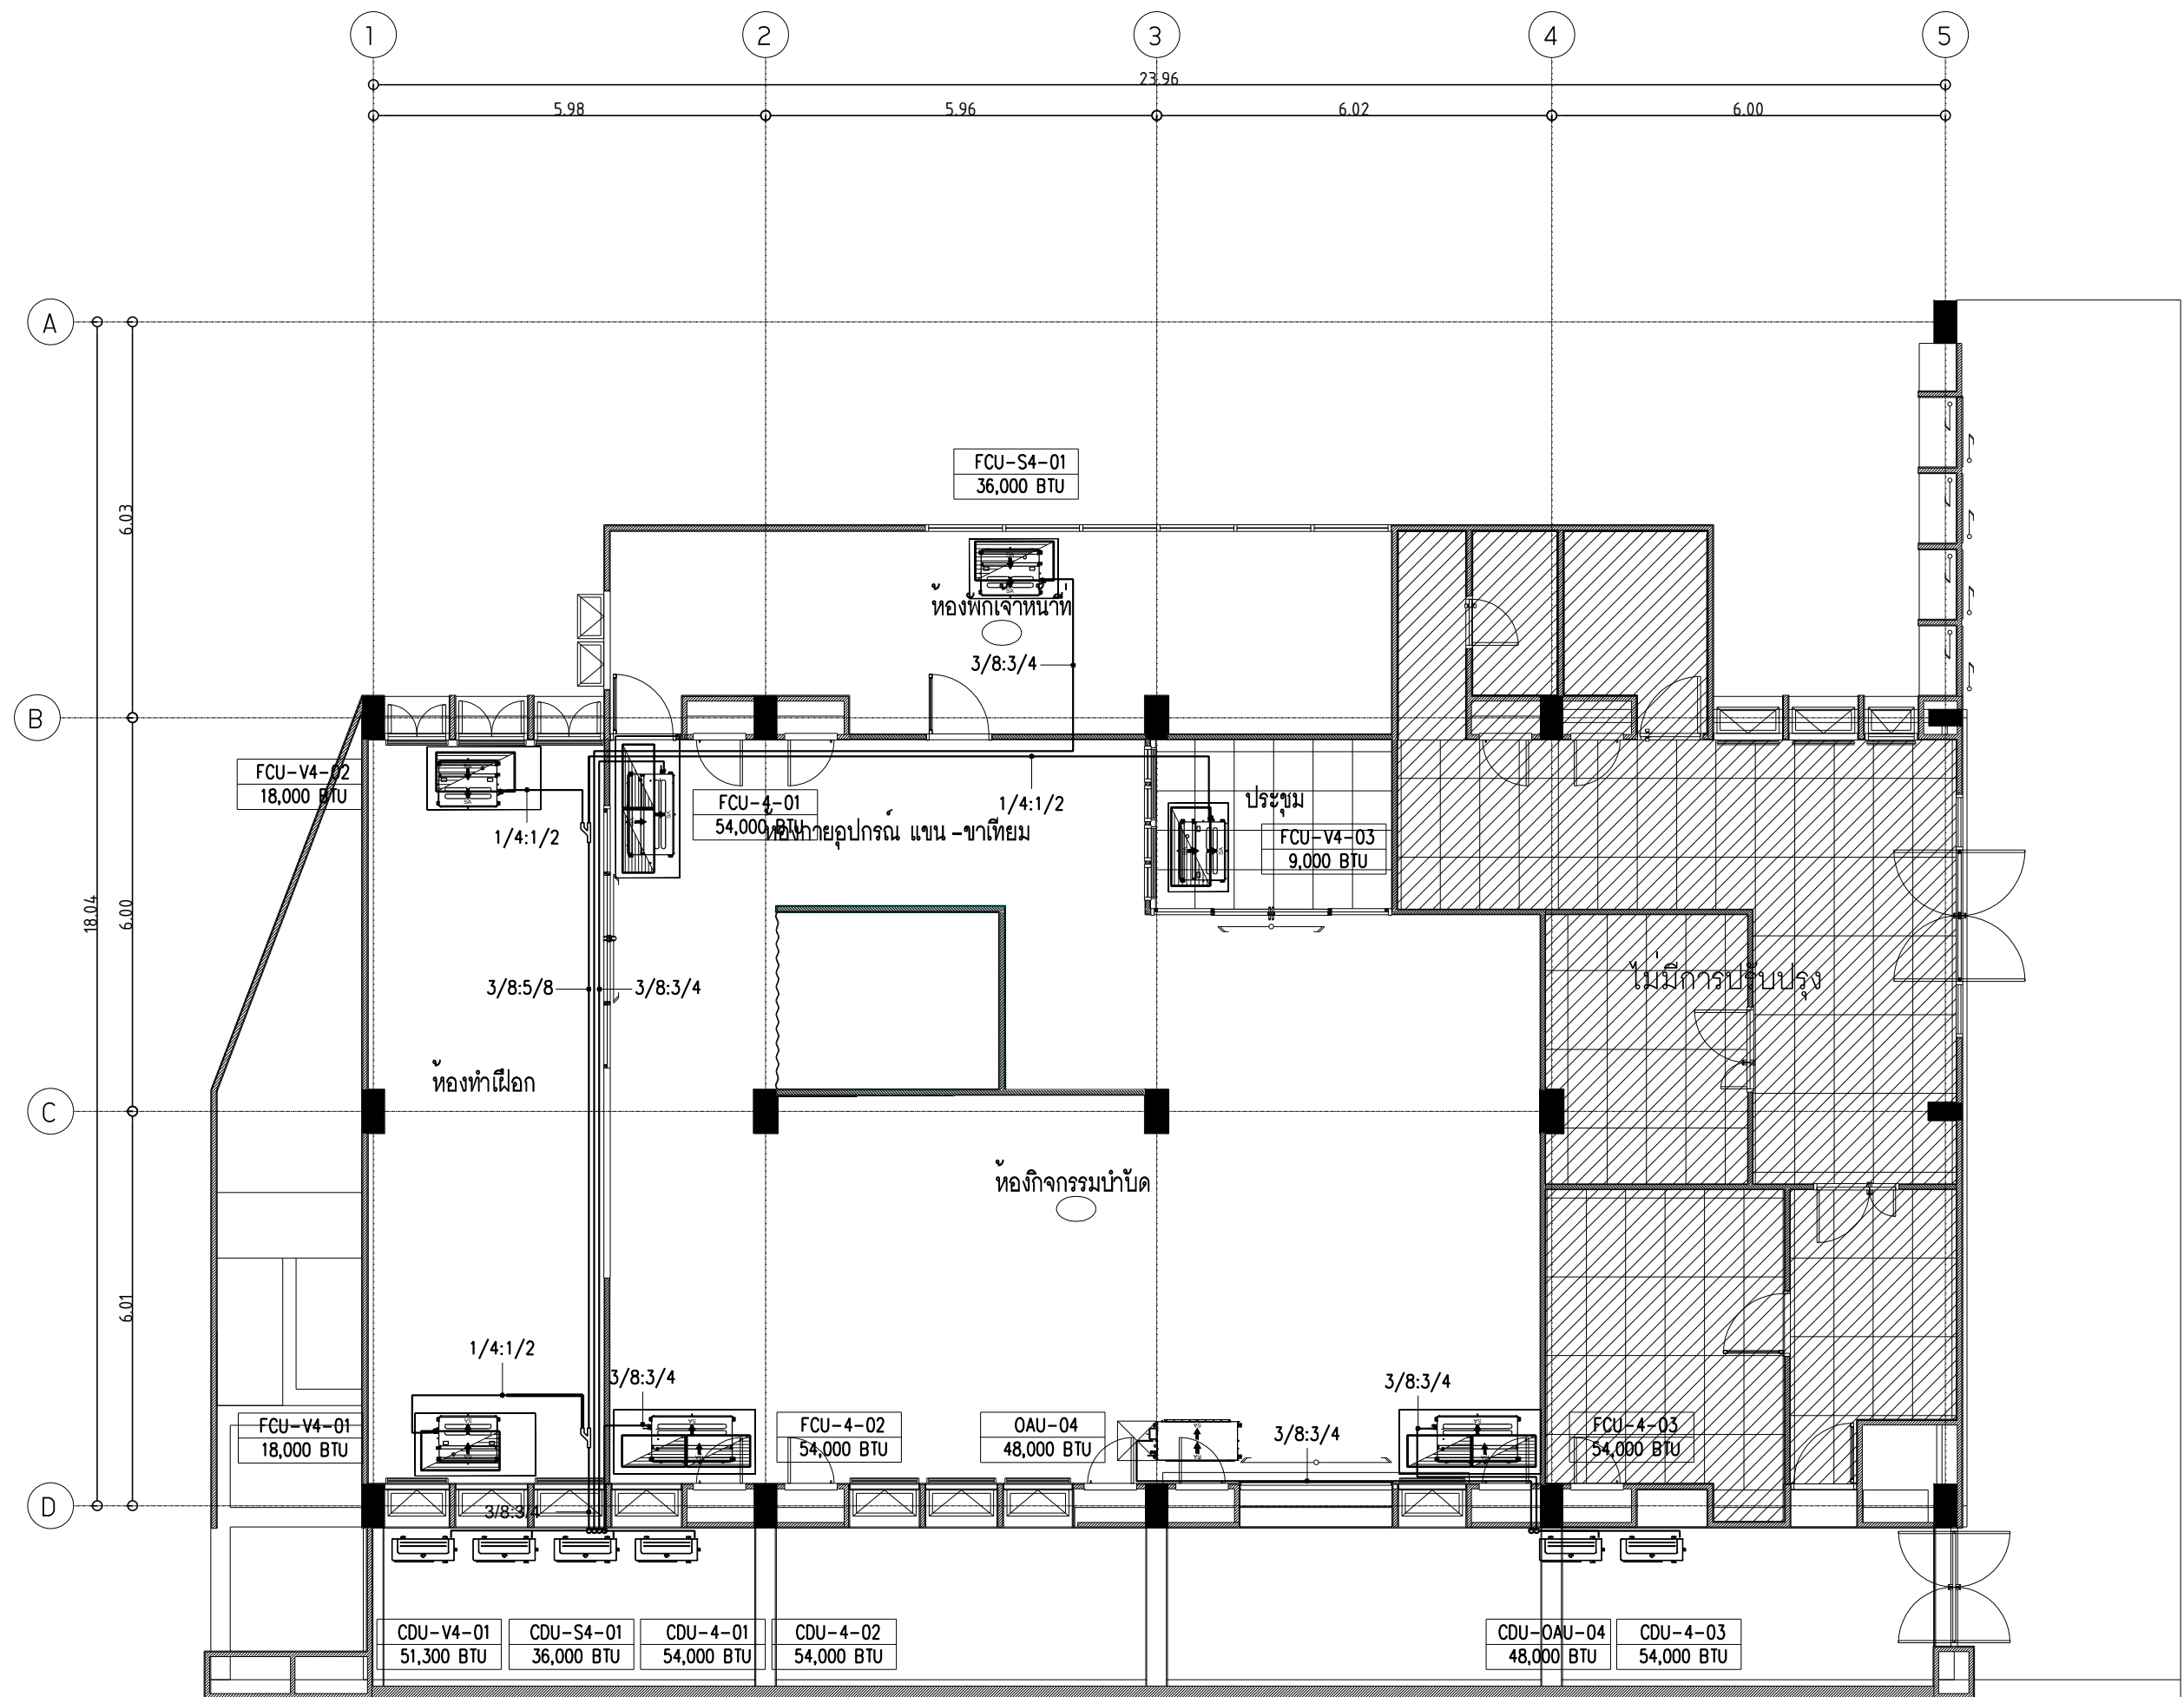 1
2
3
4
5
23.96
5.98
5.96
6.02
6.00
A
FCU-S4-01
36,000 BTU
6.03
ห้องพักเจ้าหน้าที่
3/8:3/4
B
FCU-V4-02
18,000 BTU
FCU-4-01
54,000 BTU
1/4:1/2
ประชุม
1/4:1/2
ห้องกายอุปกรณ์ แขน -ขาเทียม
FCU-V4-03
9,000 BTU
18.04
6.00
3/8:5/8
3/8:3/4
ไม่มีการปรับปรุง
ห้องทำเฝือก
C
ห้องกิจกรรมบำบัด
6.01
1/4:1/2
3/8:3/4
3/8:3/4
FCU-V4-01
18,000 BTU
FCU-4-02
54,000 BTU
OAU-04
48,000 BTU
3/8:3/4
FCU-4-03
54,000 BTU
D
3/8:3/4
CDU-V4-01
51,300 BTU
CDU-S4-01
36,000 BTU
CDU-4-01
54,000 BTU
CDU-4-02
54,000 BTU
CDU-OAU-04
48,000 BTU
CDU-4-03
54,000 BTU